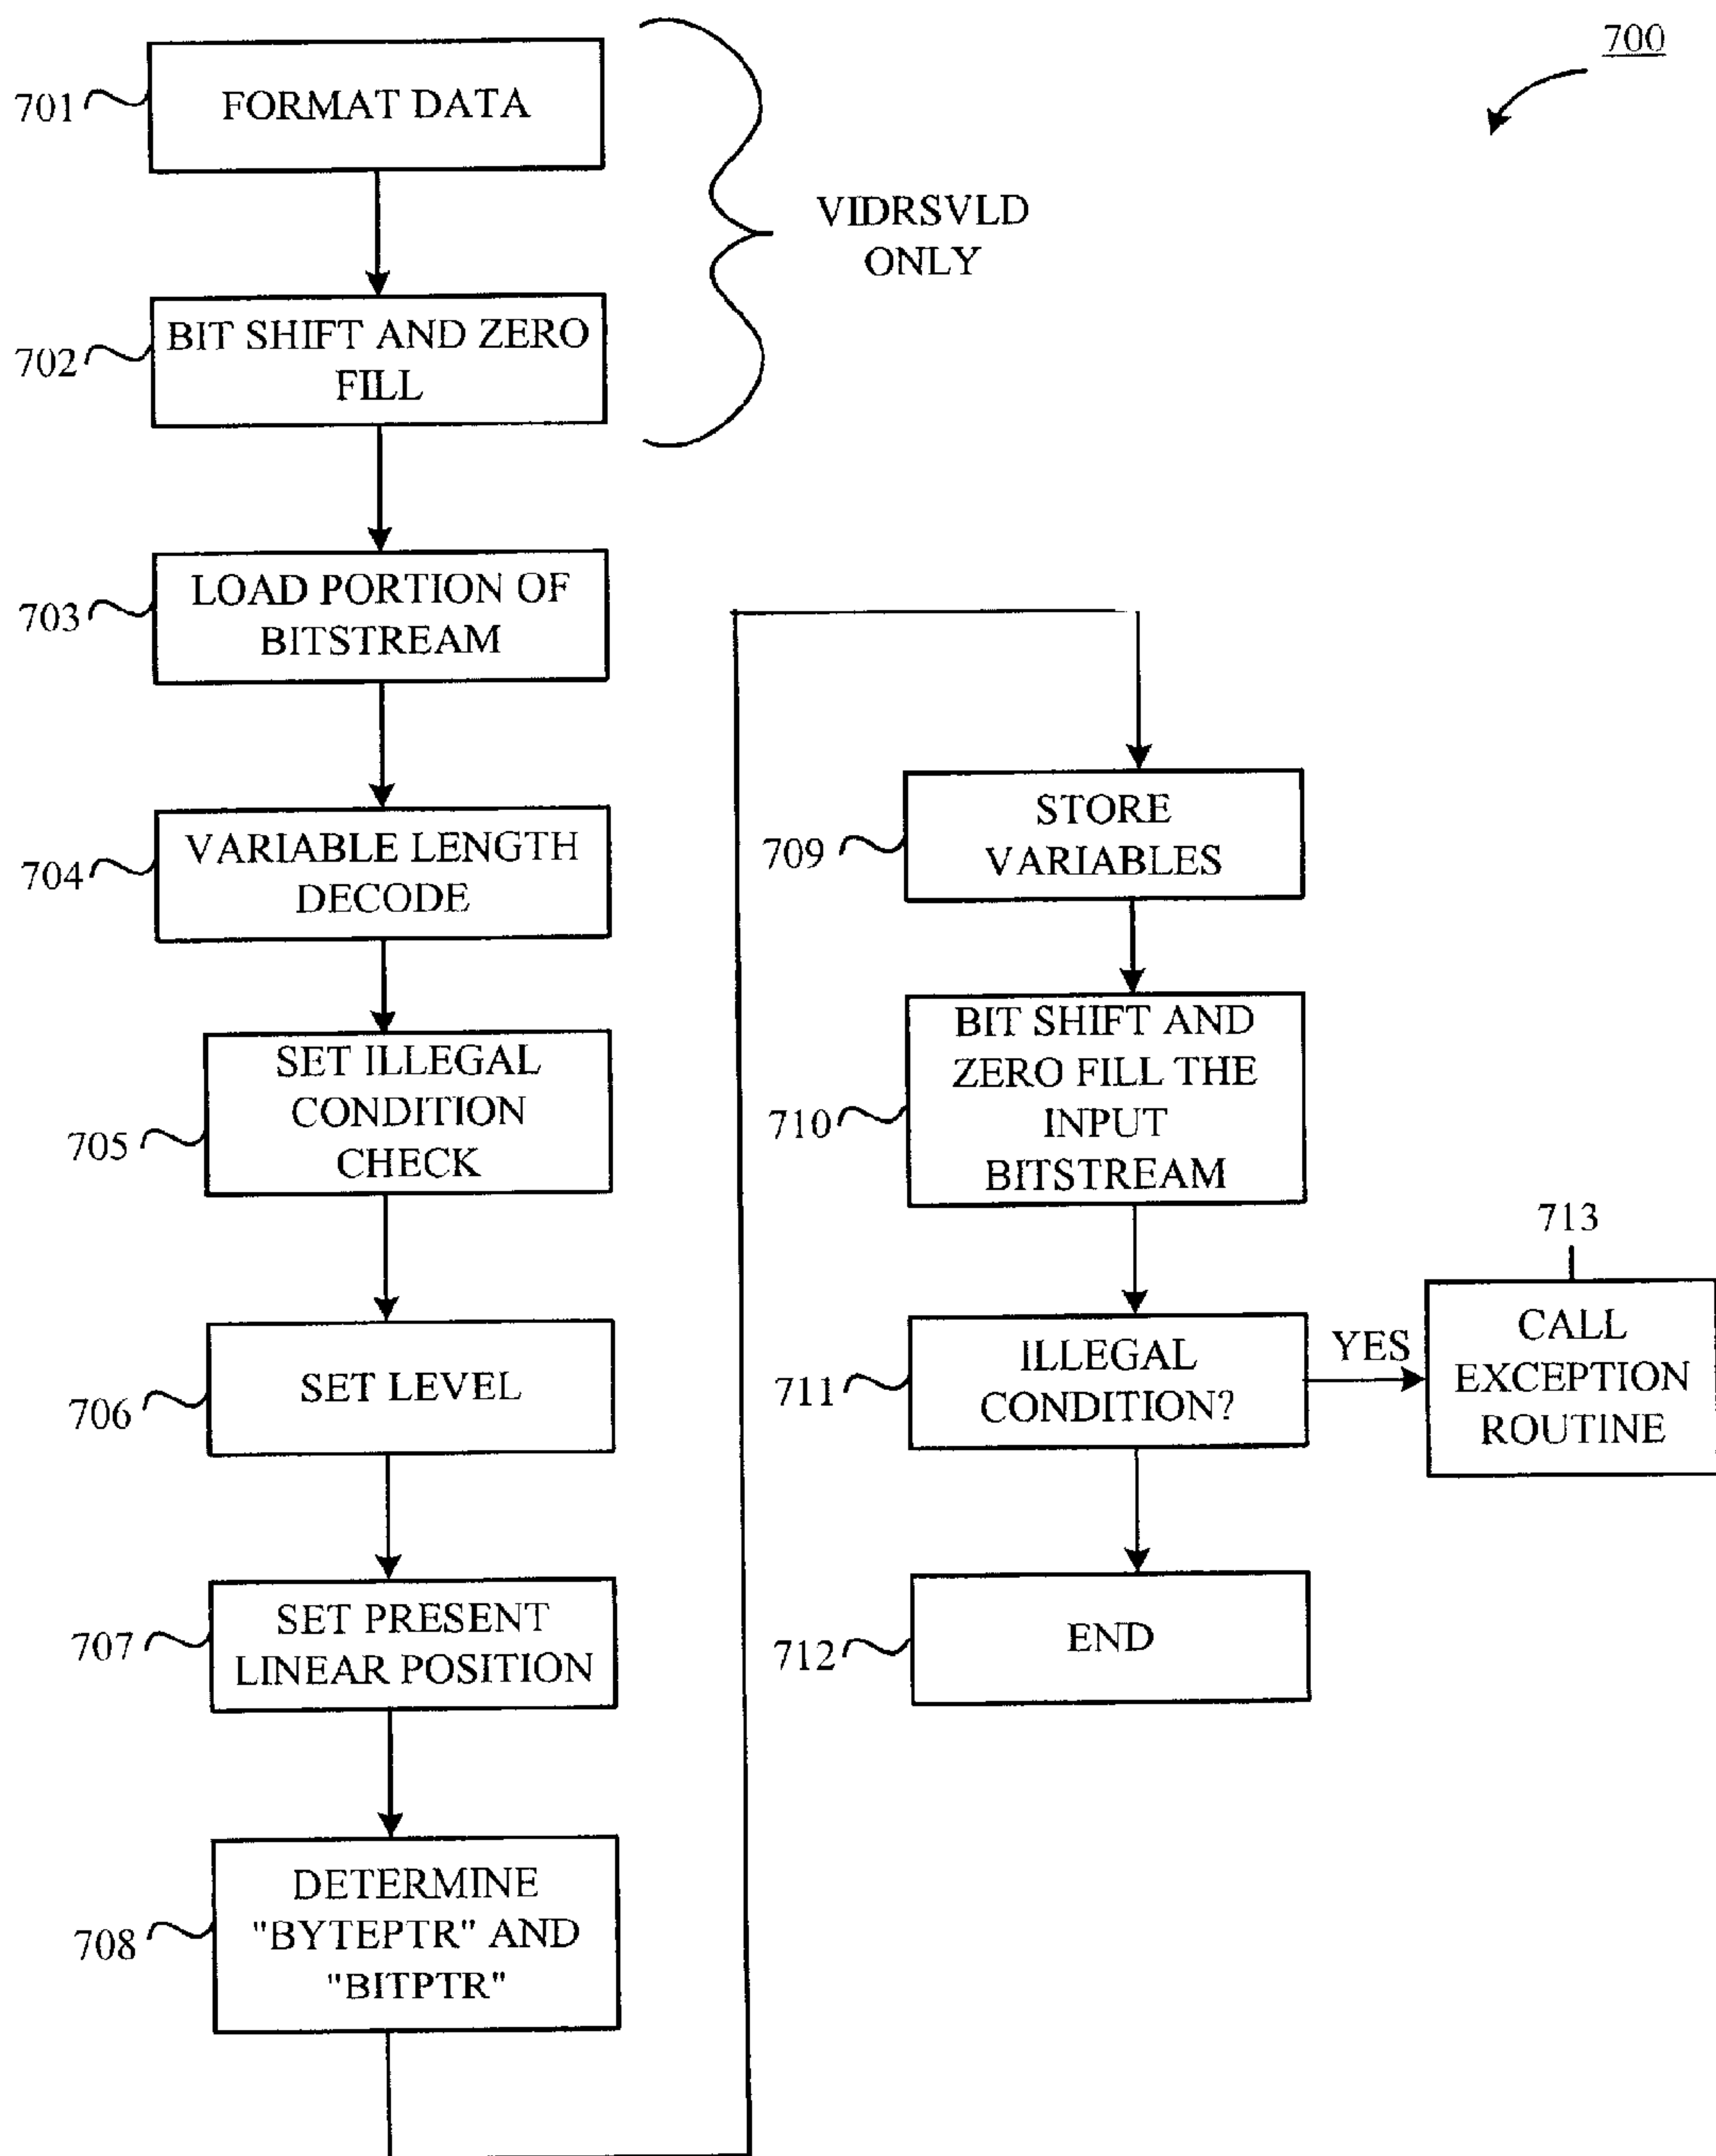 700
701
FORMAT DATA
VIDRSVLD
ONLY
702
BIT SHIFT AND ZERO
FILL
703
LOAD PORTION OF
BITSTREAM
704
VARIABLE LENGTH
DECODE
705
SET ILLEGAL
CONDITION
CHECK
706
SET LEVEL
707
SET PRESENT
LINEAR POSITION
708
DETERMINE
"BYTEPTR" AND
"BITPTR"
709
STORE
VARIABLES
710
BIT SHIFT AND
ZERO FILL THE
INPUT
BITSTREAM
711
ILLEGAL
CONDITION?
YES
713
CALL
EXCEPTION
ROUTINE
712
END